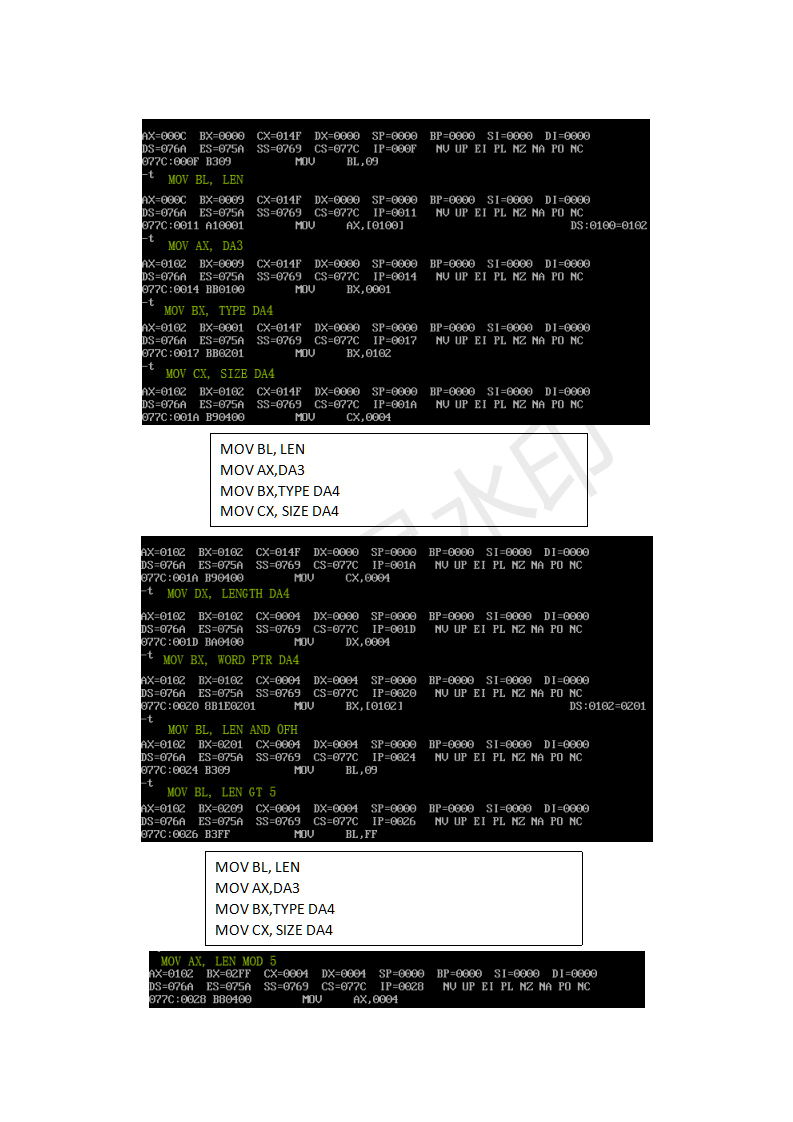 AX=000C BX=0000 CX=014F DX=0000 SP=0000 BP=0000 SI=0000 DI=0000
DS=076A ES=075A SS=0769 CS=077C IP=000F NV UP EI PL NZ NA PO NC
077C:000F B309 MOV BL,09
-t MOV BL, LEN
AX=000C BX=0009 CX=014F DX=0000 SP=0000 BP=0000 SI=0000 DI=0000
DS=076A ES=075A SS=0769 CS=077C IP=0011 NV UP EI PL NZ NA PO NC
077C:0011 A10001 MOV AX,[0100] DS:0100=0102
-t MOV AX, DA3
AX=0102 BX=0009 CX=014F DX=0000 SP=0000 BP=0000 SI=0000 DI=0000
DS=076A ES=075A SS=0769 CS=077C IP=0014 NV UP EI PL NZ NA PO NC
077C:0014 BB0100 MOV BX,0001
-t MOV BX, TYPE DA4
AX=0102 BX=0001 CX=014F DX=0000 SP=0000 BP=0000 SI=0000 DI=0000
DS=076A ES=075A SS=0769 CS=077C IP=0017 NV UP EI PL NZ NA PO NC
077C:0017 BB0201 MOV BX,0102
-t MOV CX, SIZE DA4
AX=0102 BX=0102 CX=014F DX=0000 SP=0000 BP=0000 SI=0000 DI=0000
DS=076A ES=075A SS=0769 CS=077C IP=001A NV UP EI PL NZ NA PO NC
077C:001A B90400 MOV CX,0004
MOV BL, LEN
MOV AX,DA3
MOV BX,TYPE DA4
MOV CX, SIZE DA4
水印
AX=0102 BX=0102 CX=014F DX=0000 SP=0000 BP=0000 SI=0000 DI=0000
DS=076A ES=075A SS=0769 CS=077C IP=001A NV UP EI PL NZ NA PO NC
077C:001A B90400 MOV CX,0004
-t MOV DX, LENGTH DA4
AX=0102 BX=0102 CX=0004 DX=0000 SP=0000 BP=0000 SI=0000 DI=0000
DS=076A ES=075A SS=0769 CS=077C IP=001D NV UP EI PL NZ NA PO NC
077C:001D BA0400 MOV DX,0004
-t MOV BX, WORD PTR DA4
AX=0102 BX=0102 CX=0004 DX=0004 SP=0000 BP=0000 SI=0000 DI=0000
DS=076A ES=075A SS=0769 CS=077C IP=0020 NV UP EI PL NZ NA PO NC
077C:0020 8B1E0201 MOV BX,[0102] DS:0102=0201
-t
MOV BL, LEN AND 0FH
AX=0102 BX=0201 CX=0004 DX=0004 SP=0000 BP=0000 SI=0000 DI=0000
DS=076A ES=075A SS=0769 CS=077C IP=0024 NV UP EI PL NZ NA PO NC
077C:0024 B309 MOV BL,09
-t
MOV BL, LEN GT 5
AX=0102 BX=0209 CX=0004 DX=0004 SP=0000 BP=0000 SI=0000 DI=0000
DS=076A ES=075A SS=0769 CS=077C IP=0026 NV UP EI PL NZ NA PO NC
077C:0026 B3FF MOV BL,FF
MOV BL, LEN
MOV AX,DA3
MOV BX,TYPE DA4
MOV CX, SIZE DA4
MOV AX, LEN MOD 5
AX=0102 BX=02FF CX=0004 DX=0004 SP=0000 BP=0000 SI=0000 DI=0000
DS=076A ES=075A SS=0769 CS=077C IP=0028 NV UP EI PL NZ NA PO NC
077C:0028 B80400 MOV AX,0004